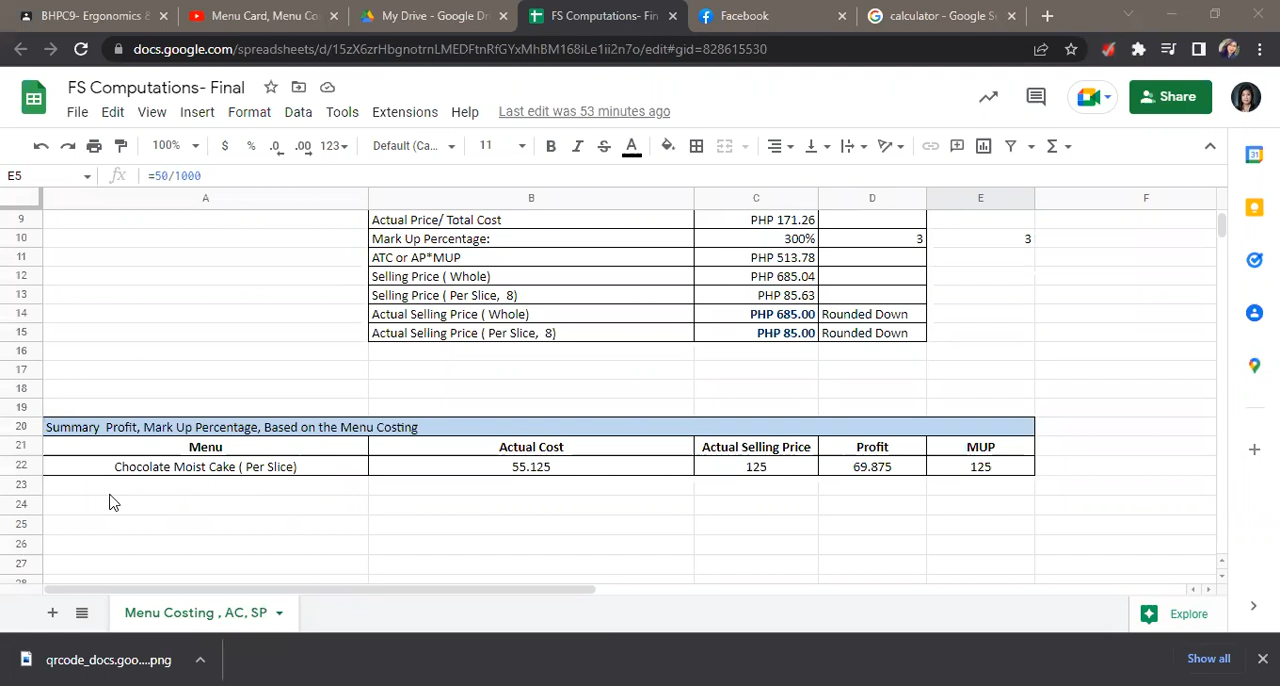 BHPC9- Ergonomics &
Menu Card, Menu Co
My Drive - Google Dr
FS Computations- Fin
Facebook
calculator - Google Se
docs.google.com/spreadsheets/d/15zX6zrHbgnotrnLMEDFtnRfGYxMhBM168iLe1ii2n7o/edit#gid=828615530
FS Computations- Final
File Edit View Insert Format Data Tools Extensions Help Last edit was 53 minutes ago
Share
100% $ % .0 .00 123 Default (Ca... 11 B I S A
E5 fx =50/1000
A B C D E F
9 Actual Price/ Total Cost PHP 171.26
10 Mark Up Percentage: 300% 3 3
11 ATC or AP*MUP PHP 513.78
12 Selling Price ( Whole) PHP 685.04
13 Selling Price ( Per Slice, 8) PHP 85.63
14 Actual Selling Price ( Whole) PHP 685.00 Rounded Down
15 Actual Selling Price ( Per Slice, 8) PHP 85.00 Rounded Down
16
17
18
19
20 Summary Profit, Mark Up Percentage, Based on the Menu Costing
21 Menu Actual Cost Actual Selling Price Profit MUP
22 Chocolate Moist Cake ( Per Slice) 55.125 125 69.875 125
23
24
25
26
27
28
Menu Costing , AC, SP
Explore
qrcode_docs.goo....png
Show all
31